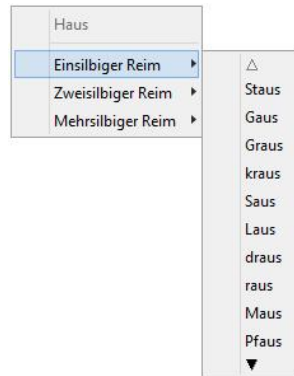 Haus
Einsilbiger Reim
Zweisilbiger Reim
Mehrsilbiger Reim
Staus
Gaus
Graus
kraus
Saus
Laus
draus
raus
Maus
Pfaus